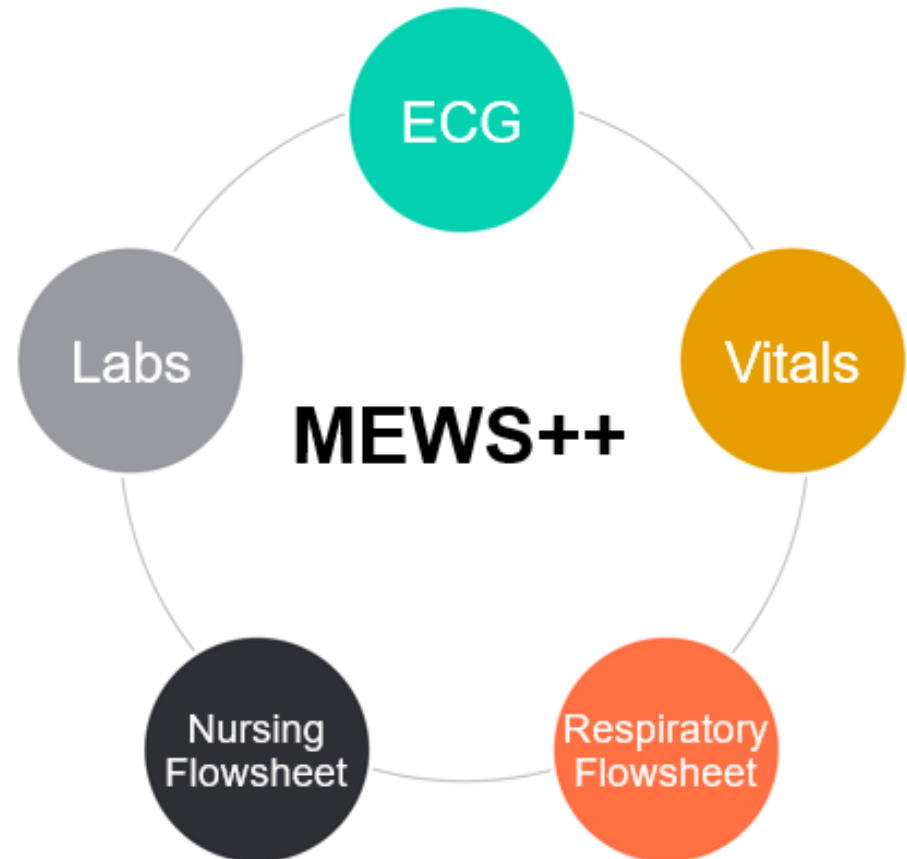 ECG
Labs
Vitals
MEWS++
Nursing
Flowsheet
Respiratory
Flowsheet